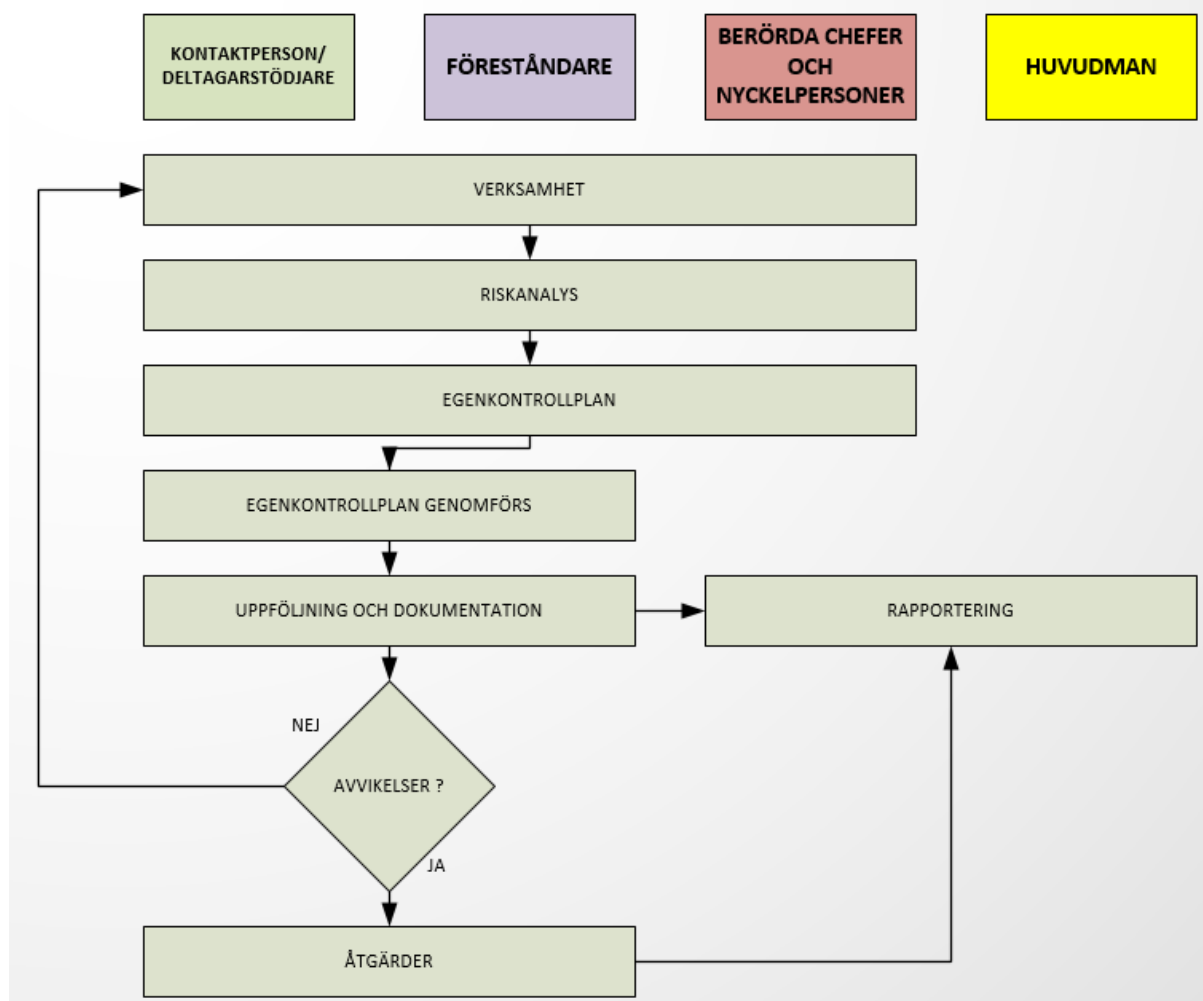 KONTAKTPERSON/
DELTAGARSTÖDJARE
FÖRESTÅNDARE
BERÖRDA CHEFER
OCH
NYCKELPERSONER
HUVUDMAN
VERKSAMHET
RISKANALYS
EGENKONTROLLPLAN
EGENKONTROLLPLAN GENOMFÖRS
UPPFÖLJNING OCH DOKUMENTATION
RAPPORTERING
NEJ
AVVIKELSER ?
JA
ÅTGÄRDER